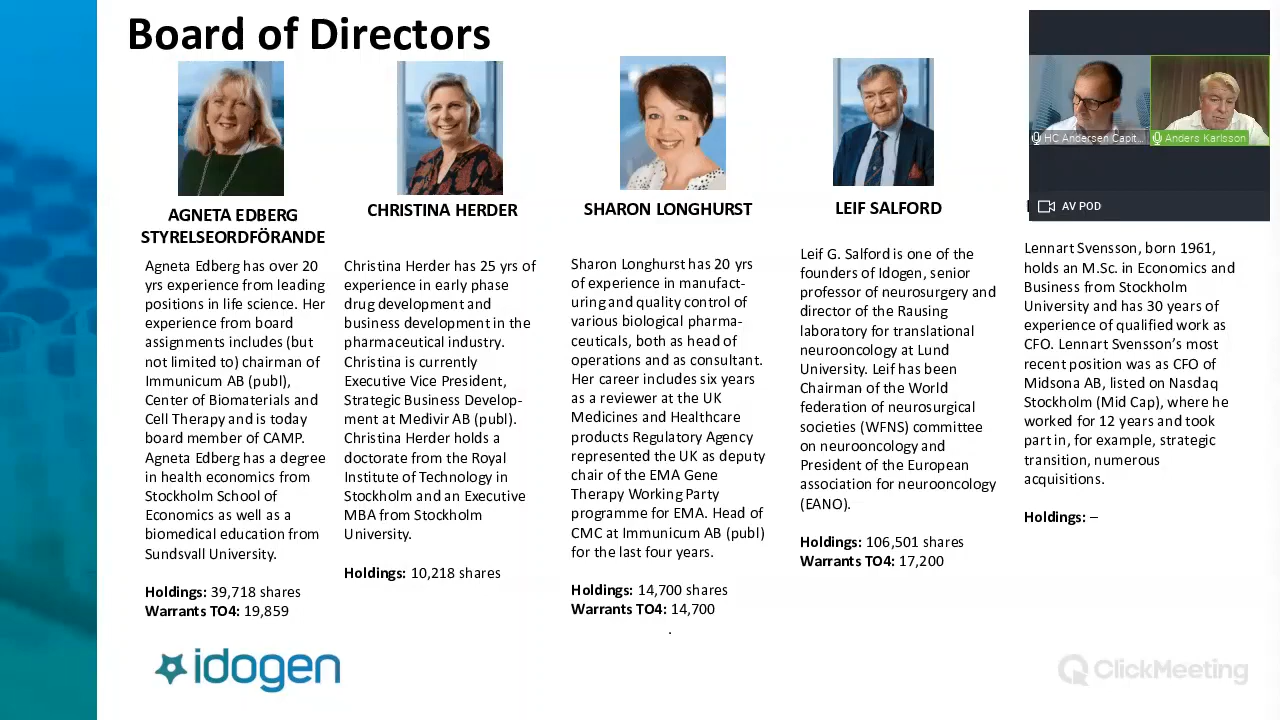 Board of Directors
HC Andersen Capit...
Anders Karlsson
AV POD
AGNETA EDBERG
STYRELSEORDFÖRANDE
Agneta Edberg has over 20
yrs experience from leading
positions in life science. Her
experience from board
assignments includes (but
not limited to) chairman of
Immunicum AB (publ),
Center of Biomaterials and
Cell Therapy and is today
board member of CAMP.
Agneta Edberg has a degree
in health economics from
Stockholm School of
Economics as well as a
biomedical education from
Sundsvall University.
Holdings: 39,718 shares
Warrants TO4: 19,859
CHRISTINA HERDER
Christina Herder has 25 yrs of
experience in early phase
drug development and
business development in the
pharmaceutical industry.
Christina is currently
Executive Vice President,
Strategic Business Develop-
ment at Medivir AB (publ).
Christina Herder holds a
doctorate from the Royal
Institute of Technology in
Stockholm and an Executive
MBA from Stockholm
University.
Holdings: 10,218 shares
SHARON LONGHURST
Sharon Longhurst has 20 yrs
of experience in manufact-
uring and quality control of
various biological pharma-
ceuticals, both as head of
operations and as consultant.
Her career includes six years
as a reviewer at the UK
Medicines and Healthcare
products Regulatory Agency
represented the UK as deputy
chair of the EMA Gene
Therapy Working Party
programme for EMA. Head of
CMC at Immunicum AB (publ)
for the last four years.
Holdings: 14,700 shares
Warrants TO4: 14,700
.
LEIF SALFORD
Leif G. Salford is one of the
founders of Idogen, senior
professor of neurosurgery and
director of the Rausing
laboratory for translational
neurooncology at Lund
University. Leif has been
Chairman of the World
federation of neurosurgical
societies (WFNS) committee
on neurooncology and
President of the European
association for neurooncology
(EANO).
Holdings: 106,501 shares
Warrants TO4: 17,200
Lennart Svensson, born 1961,
holds an M.Sc. in Economics and
Business from Stockholm
University and has 30 years of
experience of qualified work as
CFO. Lennart Svensson's most
recent position was as CFO of
Midsona AB, listed on Nasdaq
Stockholm (Mid Cap), where he
worked for 12 years and took
part in, for example, strategic
transition, numerous
acquisitions.
Holdings: –
idogen
ClickMeeting